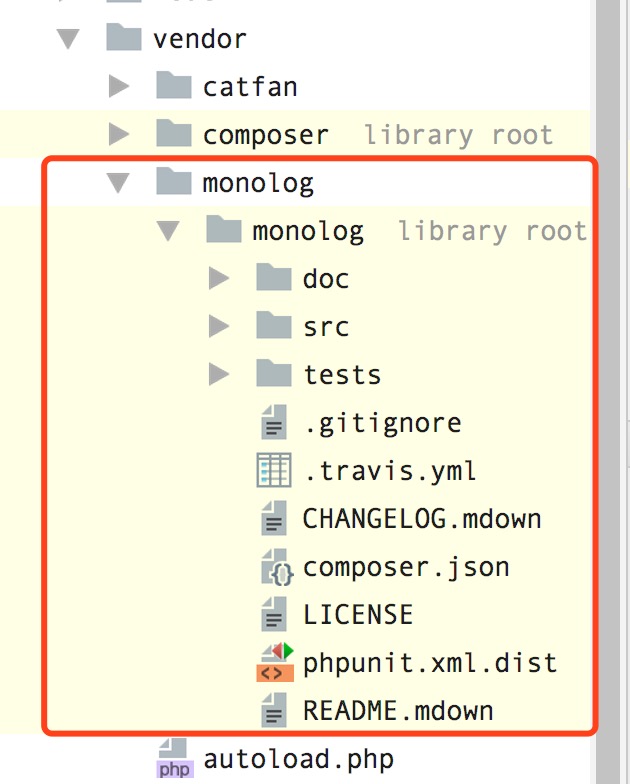 vendor
catfan
composer library root
monolog
monolog library root
doc
src
tests
.gitignore
.travis.yml
CHANGELOG.mdown
composer.json
LICENSE
phpunit.xml.dist
README.mdown
php autoload.php